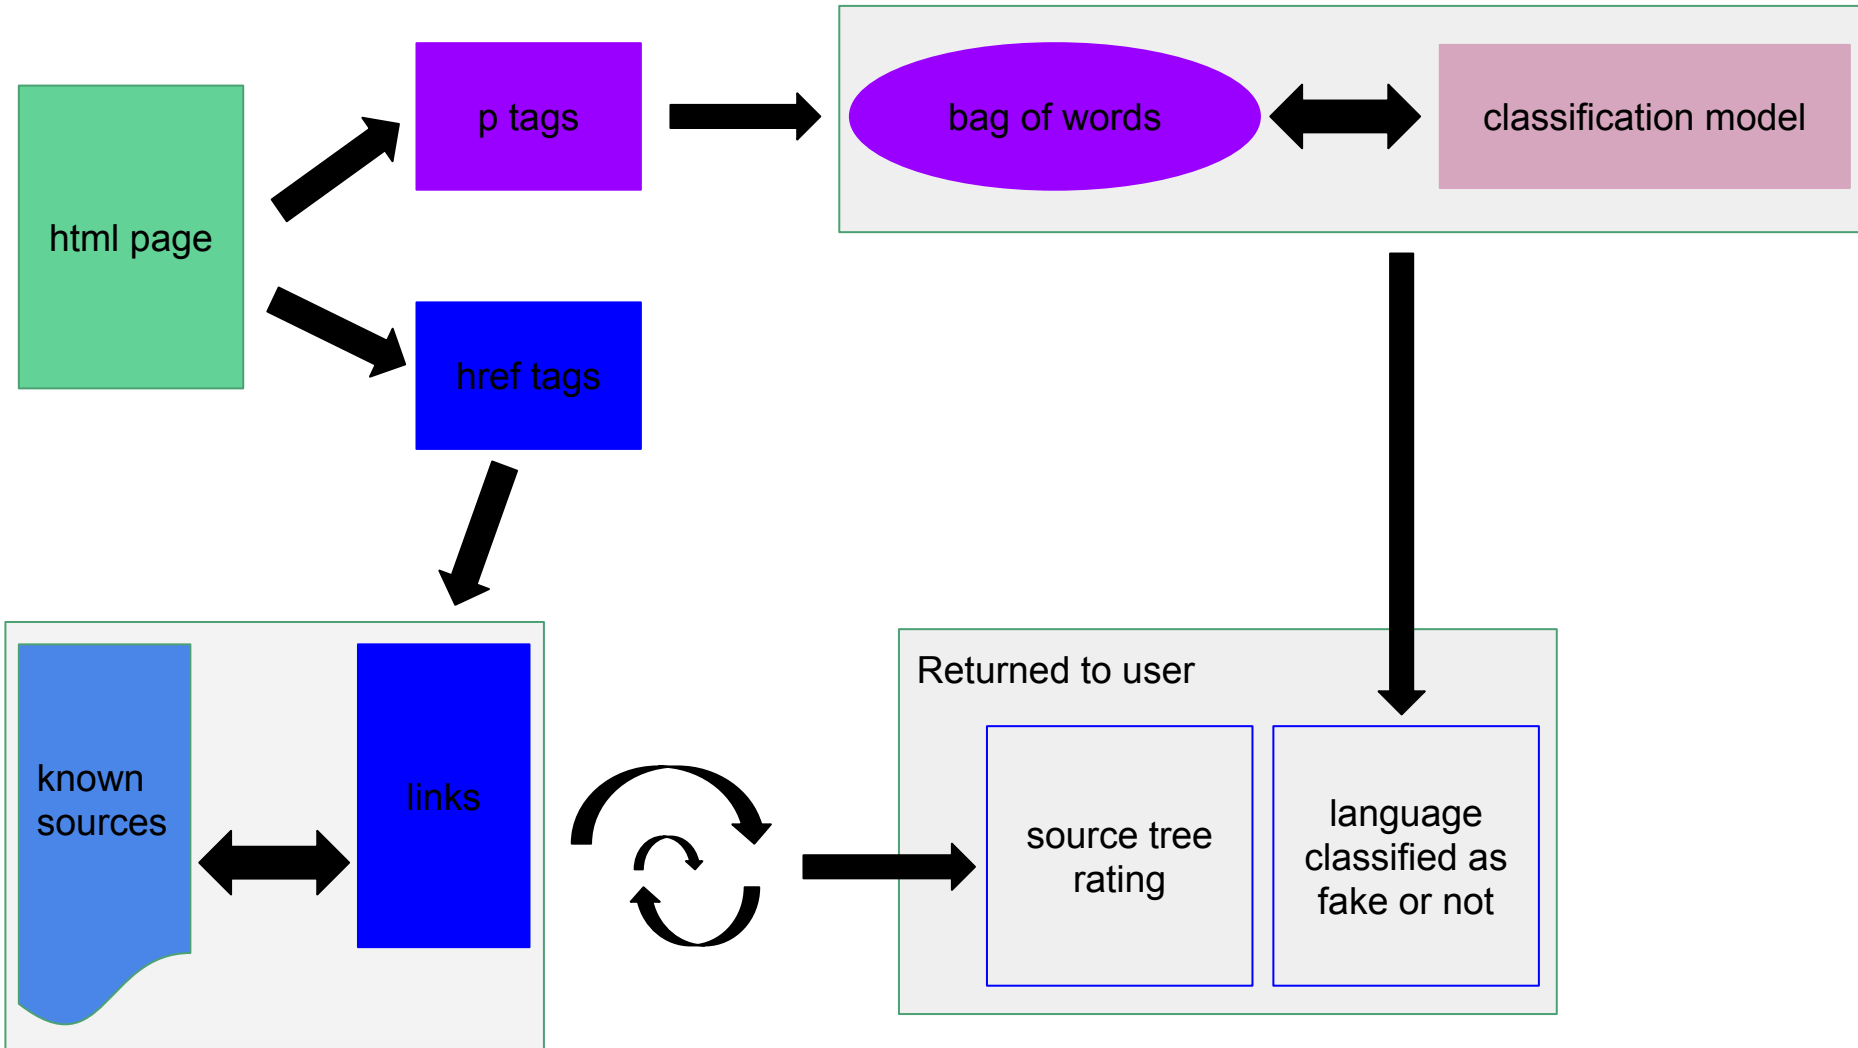 p tags
bag of words
classification model
html page
href tags
Returned to user
known
sources
links
source tree
rating
language
classified as
fake or not